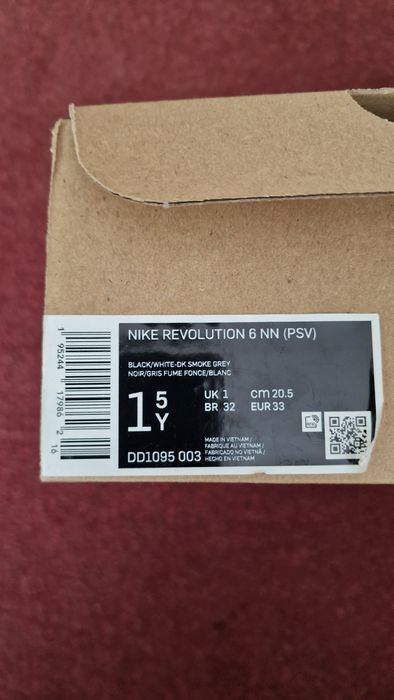 NIKE REVOLUTION 6 NN (PSV)
BLACK/WHITE-DK SMOKE GREY
NOIR/GRIS FUME FONCE/BLANC
1 5 Y
UK 1 cm 20.5
BR 32 EUR 33
DD1095 003
MADE IN VIETNAM /
FABRIQUE AU VIETNAM /
FABRICADO NO VIETNÃ /
HECHO EN VIETNAM
1 95244 17986 2
16